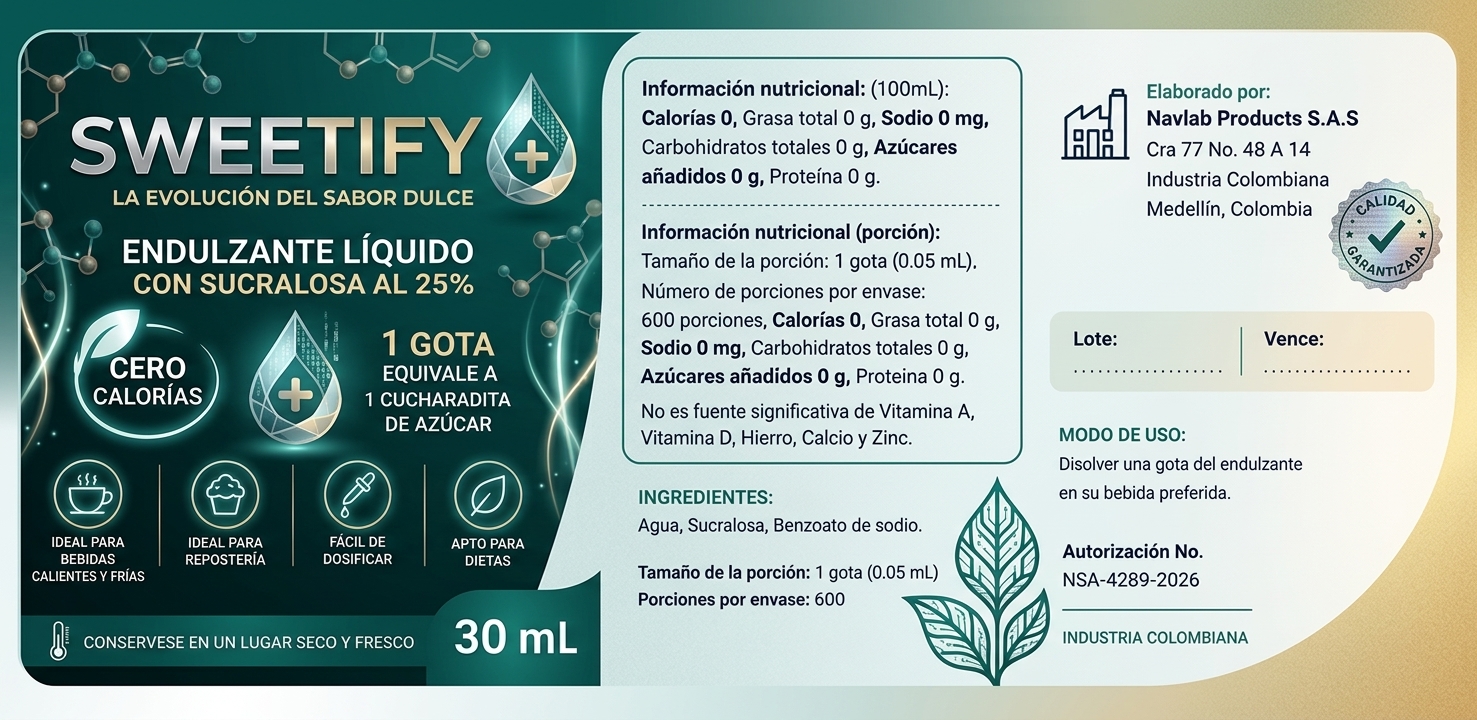 SWEETIFY
LA EVOLUCIÓN DEL SABOR DULCE
ENDULZANTE LÍQUIDO
CON SUCRALOSA AL 25%
CERO
CALORÍAS
1 GOTA
EQUIVALE A
1 CUCHARADITA
DE AZÚCAR
IDEAL PARA
BEBIDAS
CALIENTES Y FRÍAS
IDEAL PARA
REPOSTERÍA
FÁCIL DE
DOSIFICAR
APTO PARA
DIETAS
CONSERVESE EN UN LUGAR SECO Y FRESCO
30 mL
Información nutricional: (100mL):
Calorías 0, Grasa total 0 g, Sodio 0 mg,
Carbohidratos totales 0 g, Azúcares
añadidos 0 g, Proteína 0 g.
Información nutricional (porción):
Tamaño de la porción: 1 gota (0.05 mL),
Número de porciones por envase:
600 porciones, Calorías 0, Grasa total 0 g,
Sodio 0 mg, Carbohidratos totales 0 g,
Azúcares añadidos 0 g, Proteina 0 g.
No es fuente significativa de Vitamina A,
Vitamina D, Hierro, Calcio y Zinc.
INGREDIENTES:
Agua, Sucralosa, Benzoato de sodio.
Tamaño de la porción: 1 gota (0.05 mL)
Porciones por envase: 600
Elaborado por:
Navlab Products S.A.S
Cra 77 No. 48 A 14
Industria Colombiana
Medellín, Colombia
CALIDAD
GARANTIZADA
Lote: Vence:
MODO DE USO:
Disolver una gota del endulzante
en su bebida preferida.
Autorización No.
NSA-4289-2026
INDUSTRIA COLOMBIANA